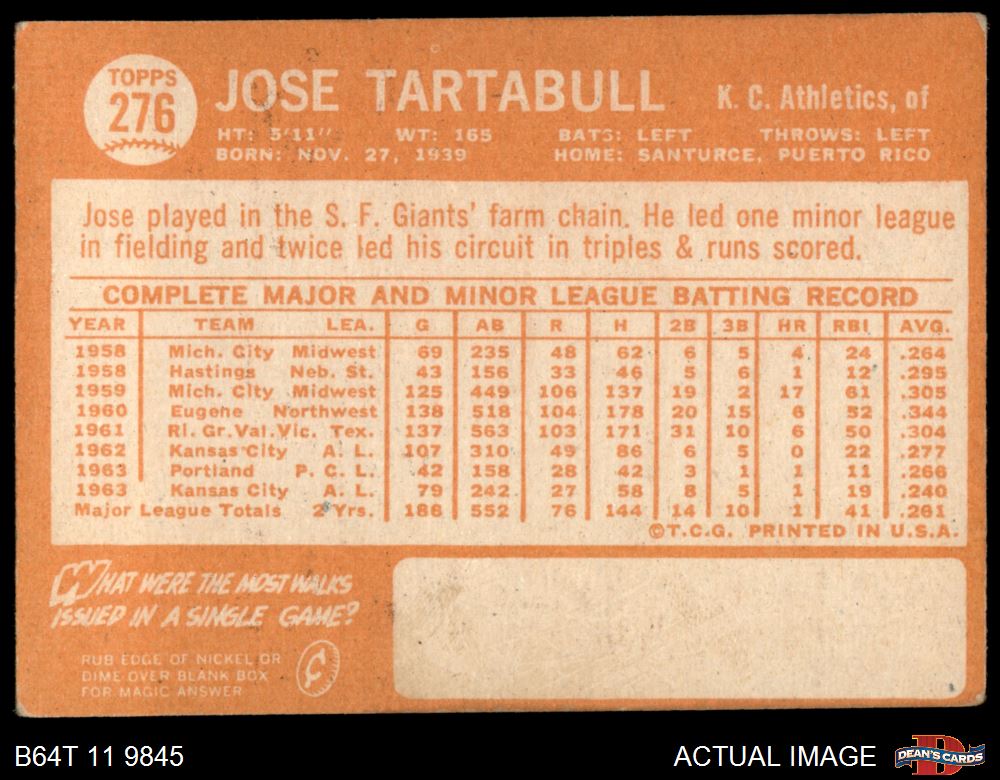 TOPPS
276
JOSE TARTABULL K. C. Athletics, of
HT: 5'11" WT: 165 BATS: LEFT THROWS: LEFT
BORN: NOV. 27, 1939 HOME: SANTURCE, PUERTO RICO
Jose played in the S. F. Giants' farm chain. He led one minor league
in fielding and twice led his circuit in triples & runs scored.
COMPLETE MAJOR AND MINOR LEAGUE BATTING RECORD
YEAR TEAM LEA. G AB R H 2B 3B HR RBI AVG.
1958 Mich. City Midwest 69 235 48 62 6 5 4 24 .264
1958 Hastings Neb. St. 43 156 33 46 5 6 1 12 .295
1959 Mich. City Midwest 125 449 106 137 19 2 17 61 .305
1960 Eugene Northwest 138 518 104 178 20 15 6 52 .344
1961 Ri. Gr. Val. Vic. Tex. 137 563 103 171 31 10 6 50 .304
1962 Kansas City A. L. 107 310 49 86 6 5 0 22 .277
1963 Portland P. C. L. 42 158 28 42 3 1 1 11 .266
1963 Kansas City A. L. 79 242 27 58 8 5 1 19 .240
Major League Totals 2 Yrs. 186 552 76 144 14 10 1 41 .261
©T.C.G. PRINTED IN U.S.A.
WHAT WERE THE MOST WALKS
ISSUED IN A SINGLE GAME?
RUB EDGE OF NICKEL OR
DIME OVER BLANK BOX
FOR MAGIC ANSWER
B64T 11 9845 ACTUAL IMAGE DEAN'S CARDS